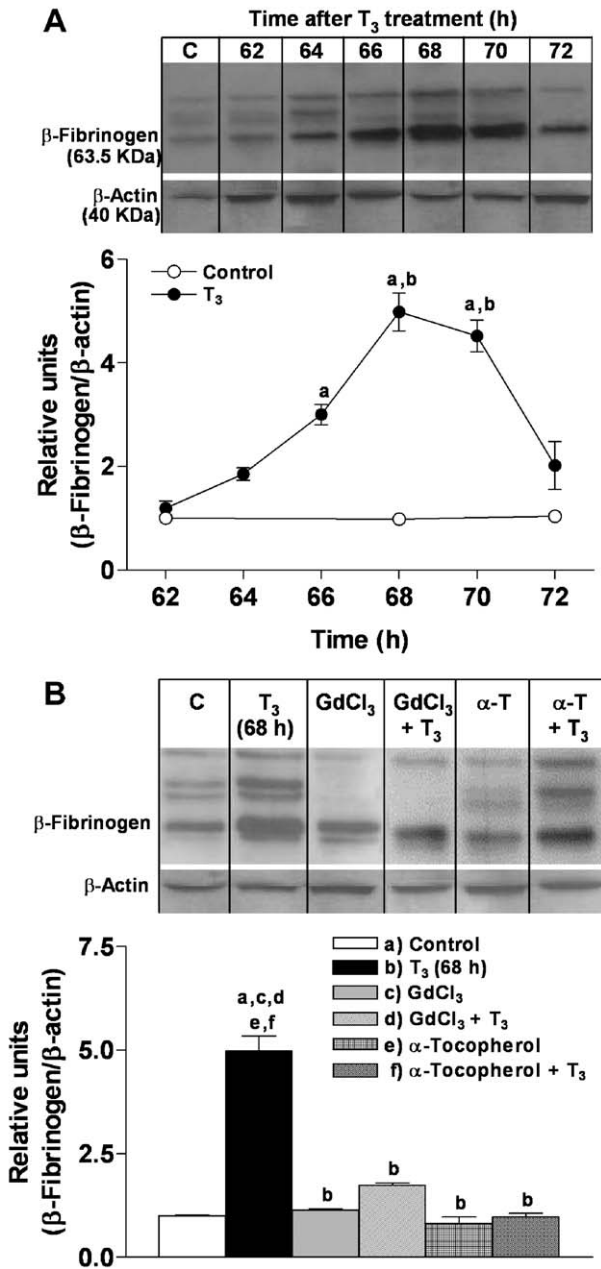 A
Time after T₃ treatment (h)
C 62 64 66 68 70 72
β-Fibrinogen
(63.5 KDa)
β-Actin
(40 KDa)
Relative units
(β-Fibrinogen/β-actin)
6
4
2
0
Control
T₃
a
a,b
a,b
62 64 66 68 70 72
Time (h)
B
C T₃ (68 h) GdCl₃ GdCl₃ + T₃ α-T α-T + T₃
β-Fibrinogen
β-Actin
Relative units
(β-Fibrinogen/β-actin)
7.5
5.0
2.5
0.0
a,c,d
e,f
b
b
b
b
a) Control
b) T₃ (68 h)
c) GdCl₃
d) GdCl₃ + T₃
e) α-Tocopherol
f) α-Tocopherol + T₃